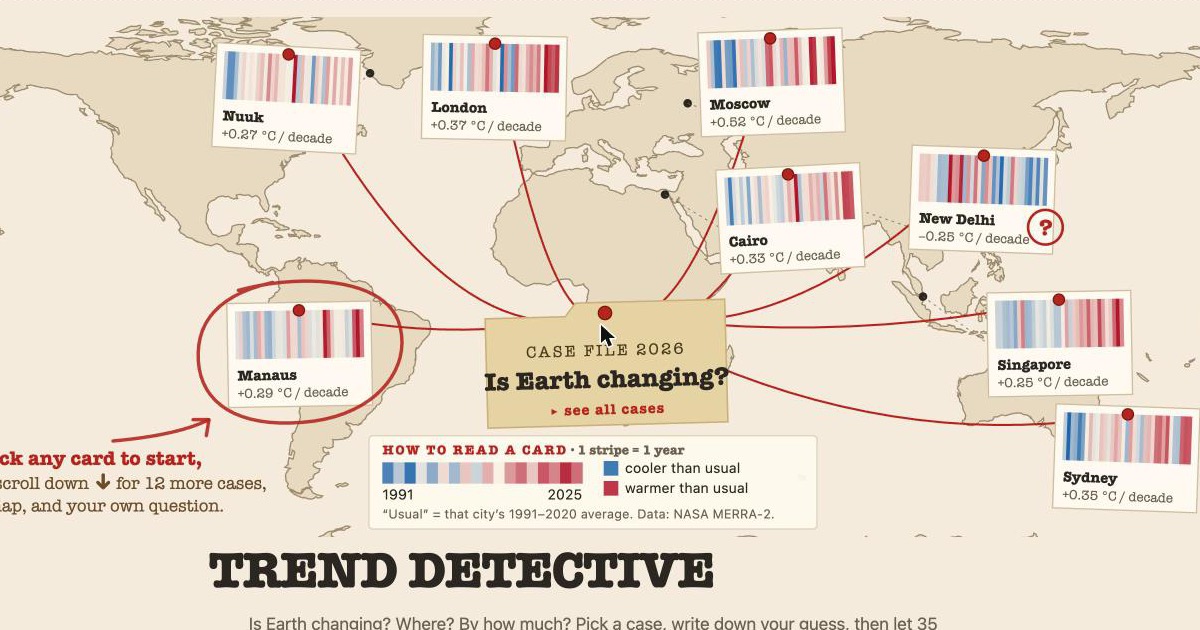 Nuuk
+0.27 °C / decade
London
+0.37 °C / decade
Moscow
+0.52 °C / decade
Cairo
+0.33 °C / decade
New Delhi
−0.25 °C / decade
?
Manaus
+0.29 °C / decade
CASE FILE 2026
Is Earth changing?
▸ see all cases
Singapore
+0.25 °C / decade
Sydney
+0.35 °C / decade
ck any card to start,
scroll down ↓ for 12 more cases,
ap, and your own question.
HOW TO READ A CARD · 1 stripe = 1 year
cooler than usual
warmer than usual
1991 2025
“Usual” = that city’s 1991–2020 average. Data: NASA MERRA-2.
TREND DETECTIVE
Is Earth changing? Where? By how much? Pick a case, write down your guess, then let 35